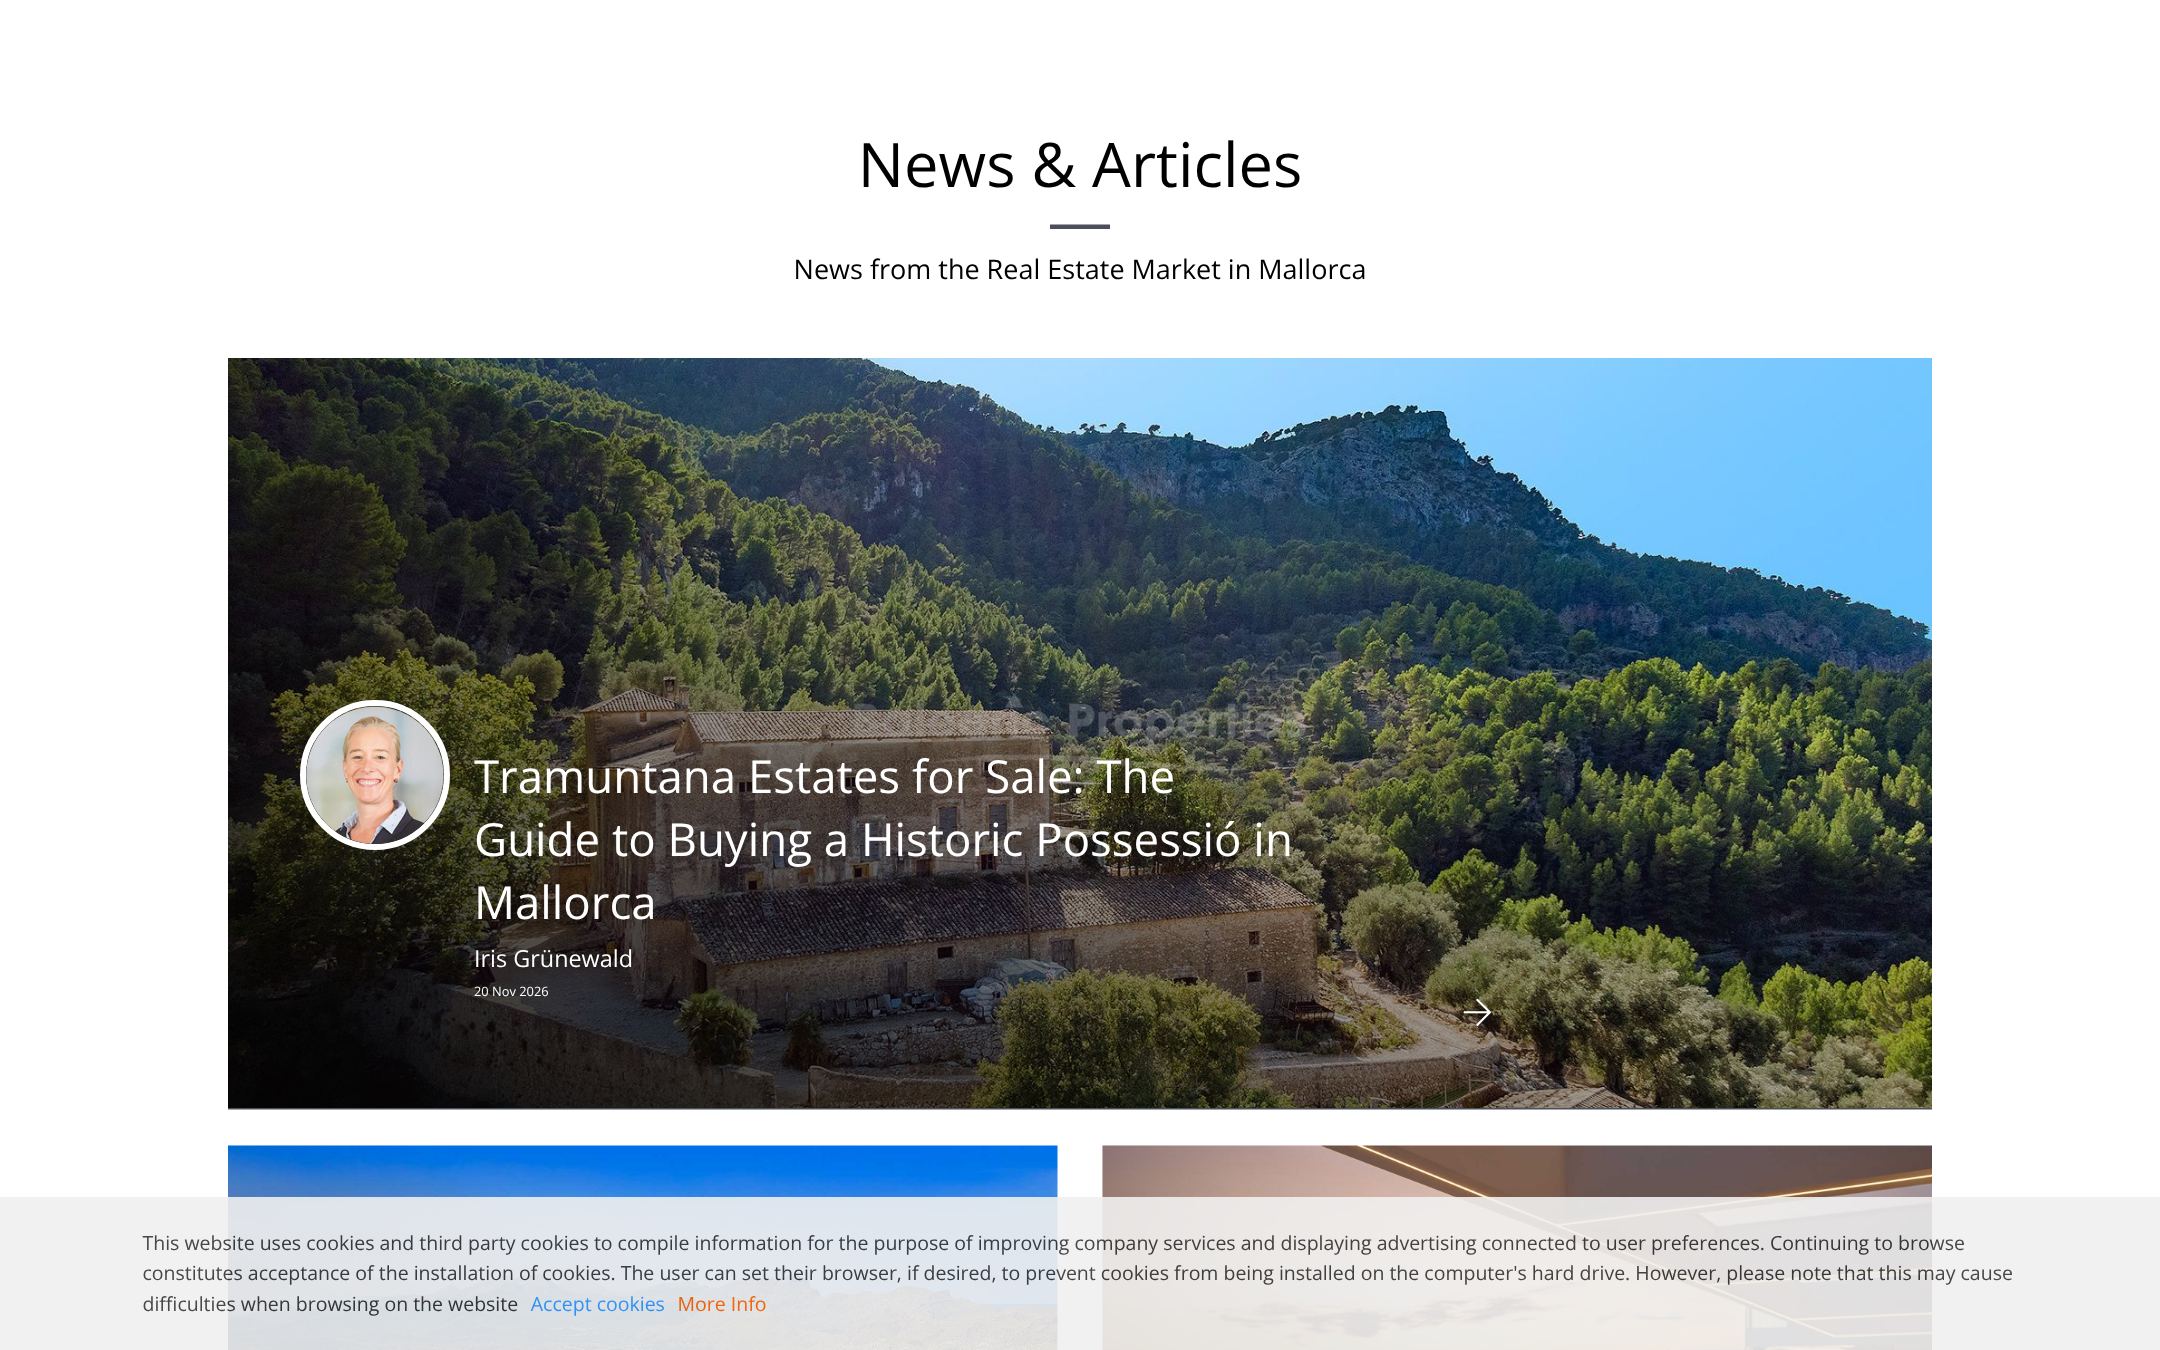 News & Articles
News from the Real Estate Market in Mallorca
Balearic Properties
Tramuntana Estates for Sale: The
Guide to Buying a Historic Possessió in
Mallorca
Iris Grünewald
20 Nov 2026
This website uses cookies and third party cookies to compile information for the purpose of improving company services and displaying advertising connected to user preferences. Continuing to browse
constitutes acceptance of the installation of cookies. The user can set their browser, if desired, to prevent cookies from being installed on the computer's hard drive. However, please note that this may cause
difficulties when browsing on the website Accept cookies More Info